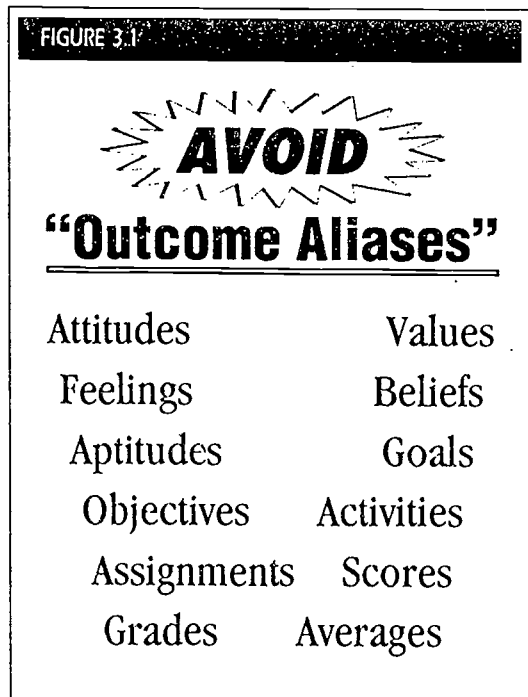 FIGURE 3.1
AVOID
“Outcome Aliases”
Attitudes Values
Feelings Beliefs
Aptitudes Goals
Objectives Activities
Assignments Scores
Grades Averages